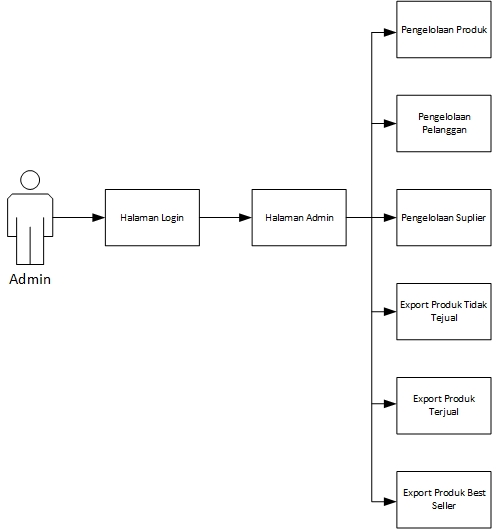 Pengelolaan Produk
Pengelolaan
Pelanggan
Admin
Halaman Login
Halaman Admin
Pengelolaan Suplier
Export Produk Tidak
Tejual
Export Produk
Terjual
Export Produk Best
Seller